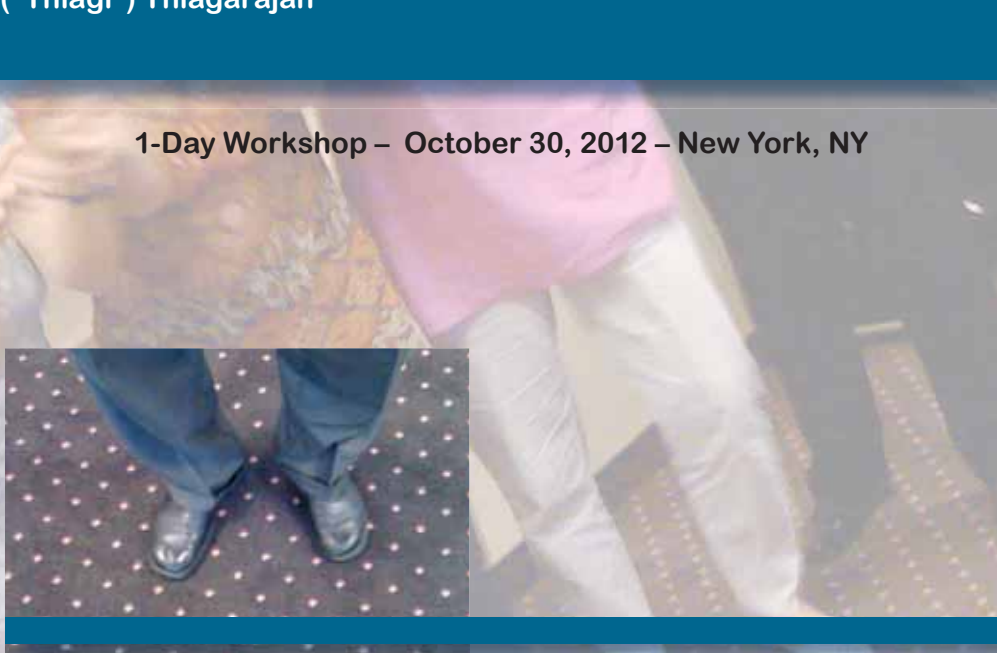 ("Thiagi") Thiagarajan
1-Day Workshop – October 30, 2012 – New York, NY